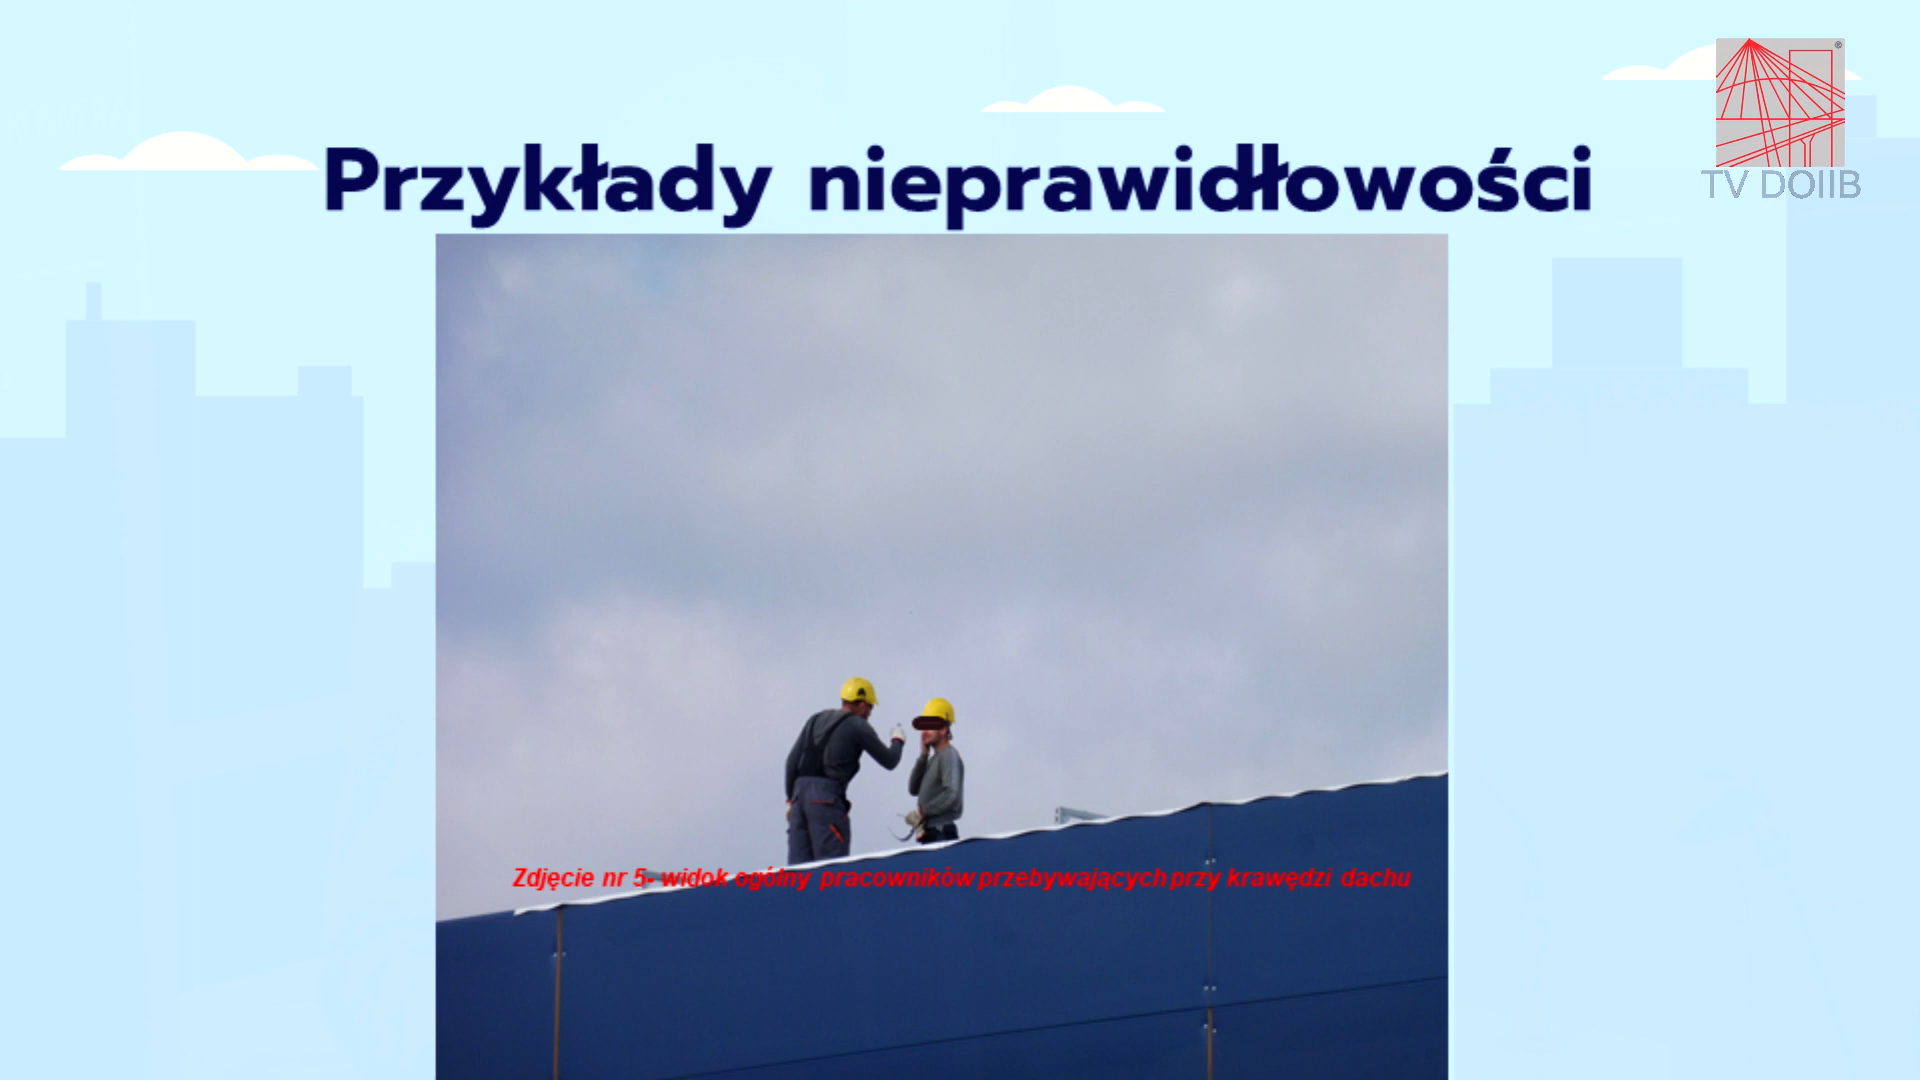 Przykłady nieprawidłowości
®
TV DOIIB
Zdjęcie nr 5- widok ogólny pracowników przebywających przy krawędzi dachu